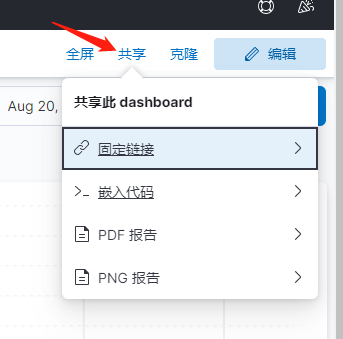 全屏 共享 克隆 编辑
共享此 dashboard
Aug 20,
固定链接
嵌入代码
PDF 报告
PNG 报告